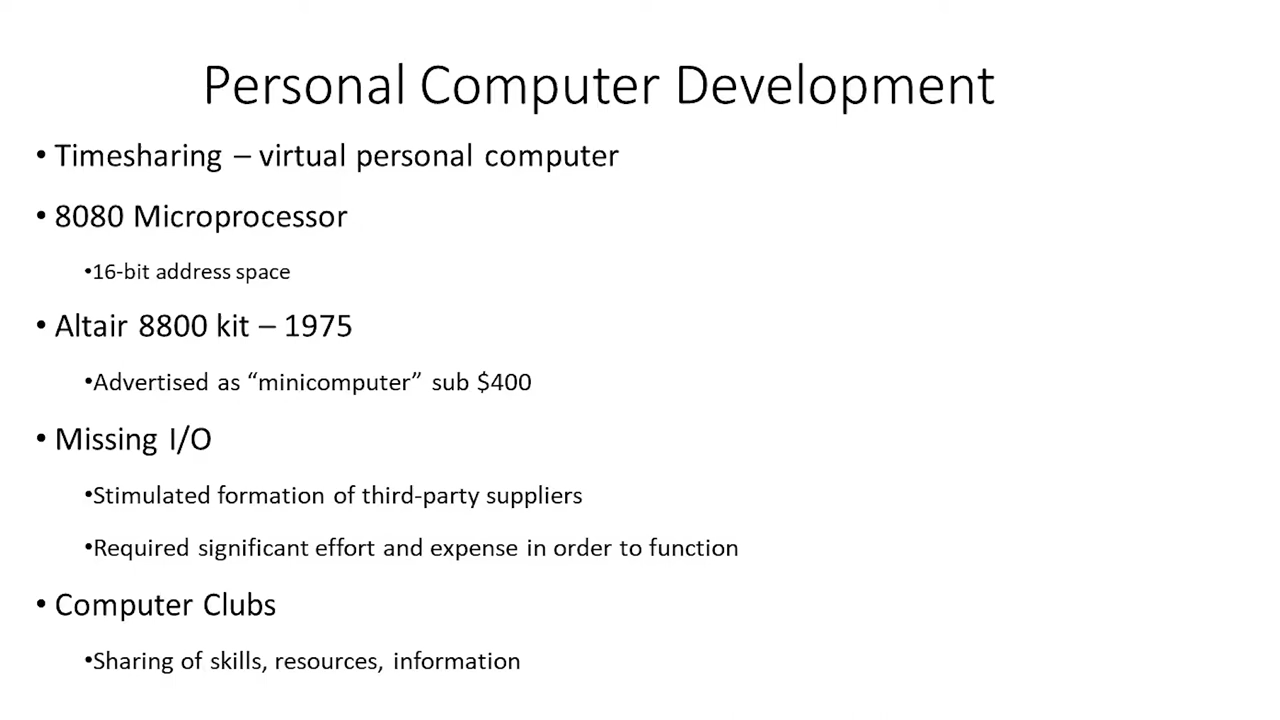 Personal Computer Development
• Timesharing – virtual personal computer
• 8080 Microprocessor
•16-bit address space
• Altair 8800 kit – 1975
•Advertised as “minicomputer” sub $400
• Missing I/O
•Stimulated formation of third-party suppliers
•Required significant effort and expense in order to function
• Computer Clubs
•Sharing of skills, resources, information